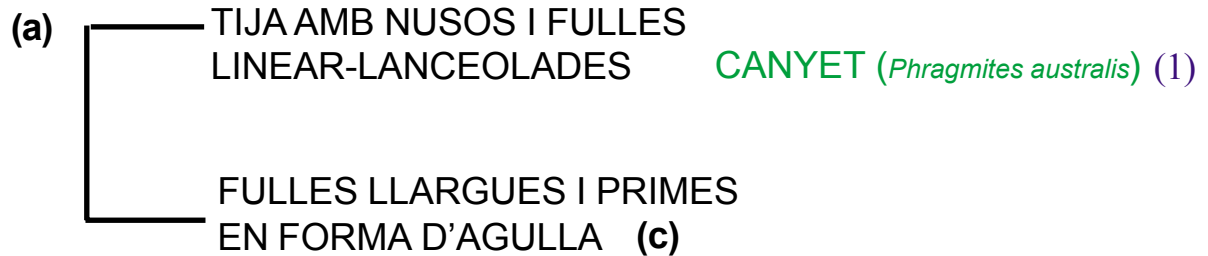 (a) TIJA AMB NUSOS I FULLES
LINEAR-LANCEOLADES CANYET (Phragmites australis) (1)
FULLES LLARGUES I PRIMES
EN FORMA D’AGULLA (c)